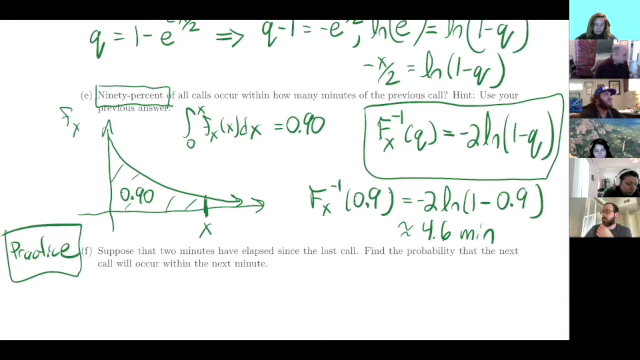 q = 1 - e^-x/2 ⟹ q-1 = -e^-x/2, ln(e ) = ln(1-q)
-x/2 = ln(1-q)
(e) Ninety-percent of all calls occur within how many minutes of the previous call? Hint: Use your
previous answer.
f_x
∫_0^x f_x(x)dx = 0.90
F_x^-1(q) = -2ln(1-q)
0.90
x
F_x^-1(0.9) = -2ln(1-0.9)
≈ 4.6 min
Practice
(f) Suppose that two minutes have elapsed since the last call. Find the probability that the next
call will occur within the next minute.